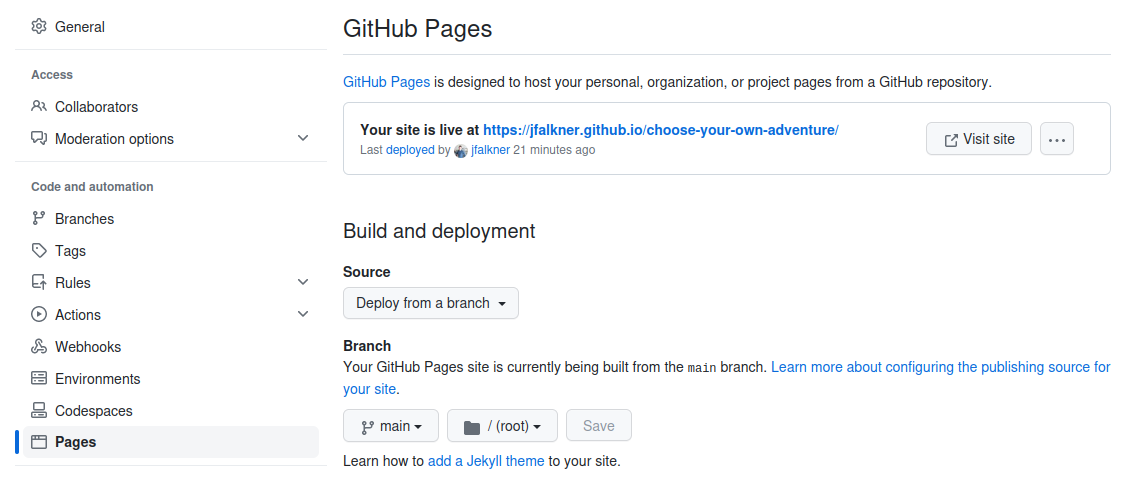 General
Access
Collaborators
Moderation options
Code and automation
Branches
Tags
Rules
Actions
Webhooks
Environments
Codespaces
Pages
GitHub Pages
GitHub Pages is designed to host your personal, organization, or project pages from a GitHub repository.
Your site is live at https://jfalkner.github.io/choose-your-own-adventure/
Last deployed by jfalkner 21 minutes ago
Visit site
Build and deployment
Source
Deploy from a branch
Branch
Your GitHub Pages site is currently being built from the main branch. Learn more about configuring the publishing source for
your site.
main
/ (root)
Save
Learn how to add a Jekyll theme to your site.